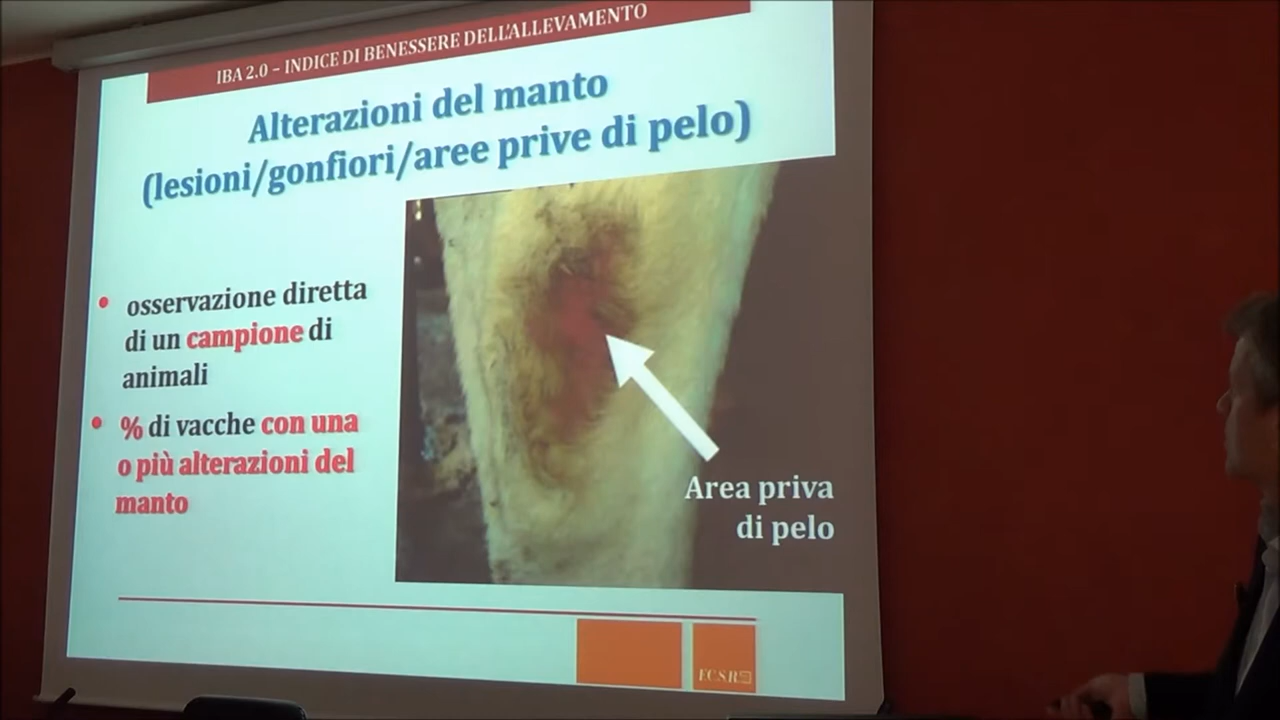 IBA 2.0 – INDICE DI BENESSERE DELL'ALLEVAMENTO
Alterazioni del manto
(lesioni/gonfiori/aree prive di pelo)
• osservazione diretta
di un campione di
animali
• % di vacche con una
o più alterazioni del
manto
Area priva
di pelo
ECSR